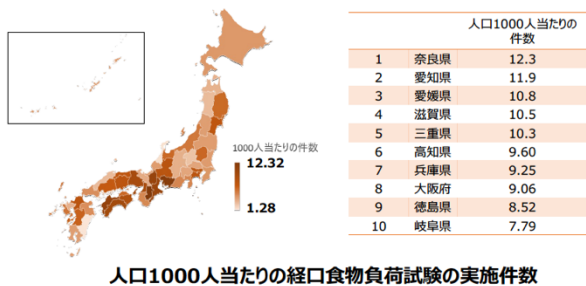 人口1000人当たりの
件数
1 奈良県 12.3
2 愛知県 11.9
3 愛媛県 10.8
4 滋賀県 10.5
5 三重県 10.3
6 高知県 9.60
7 兵庫県 9.25
8 大阪府 9.06
9 徳島県 8.52
10 岐阜県 7.79
1000人当たりの件数
12.32
1.28
人口1000人当たりの経口食物負荷試験の実施件数